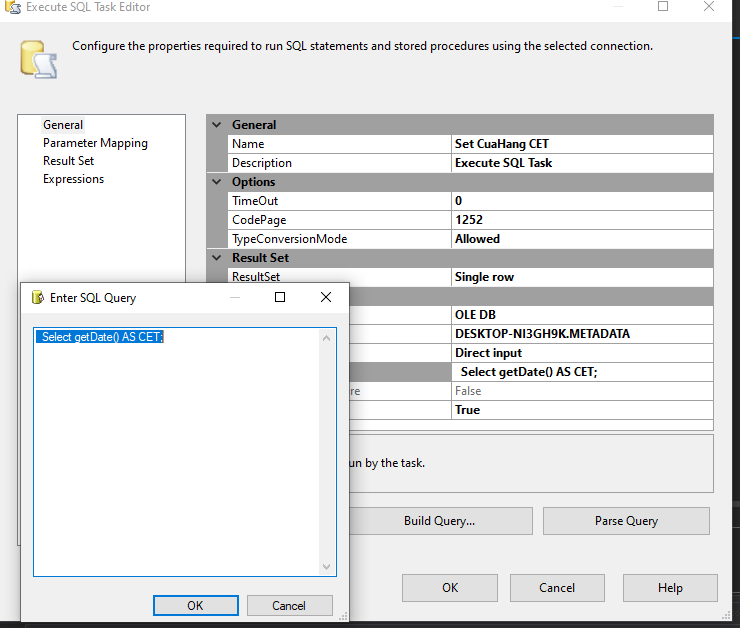 Execute SQL Task Editor
Configure the properties required to run SQL statements and stored procedures using the selected connection.
General
Parameter Mapping
Result Set
Expressions
General
Name Set CuaHang CET
Description Execute SQL Task
Options
TimeOut 0
CodePage 1252
TypeConversionMode Allowed
Result Set
ResultSet Single row
OLE DB
DESKTOP-NI3GH9K.METADATA
Direct input
Select getDate() AS CET;
re False
True
un by the task.
Build Query... Parse Query
OK Cancel Help
Enter SQL Query
Select getDate() AS CET;
OK Cancel